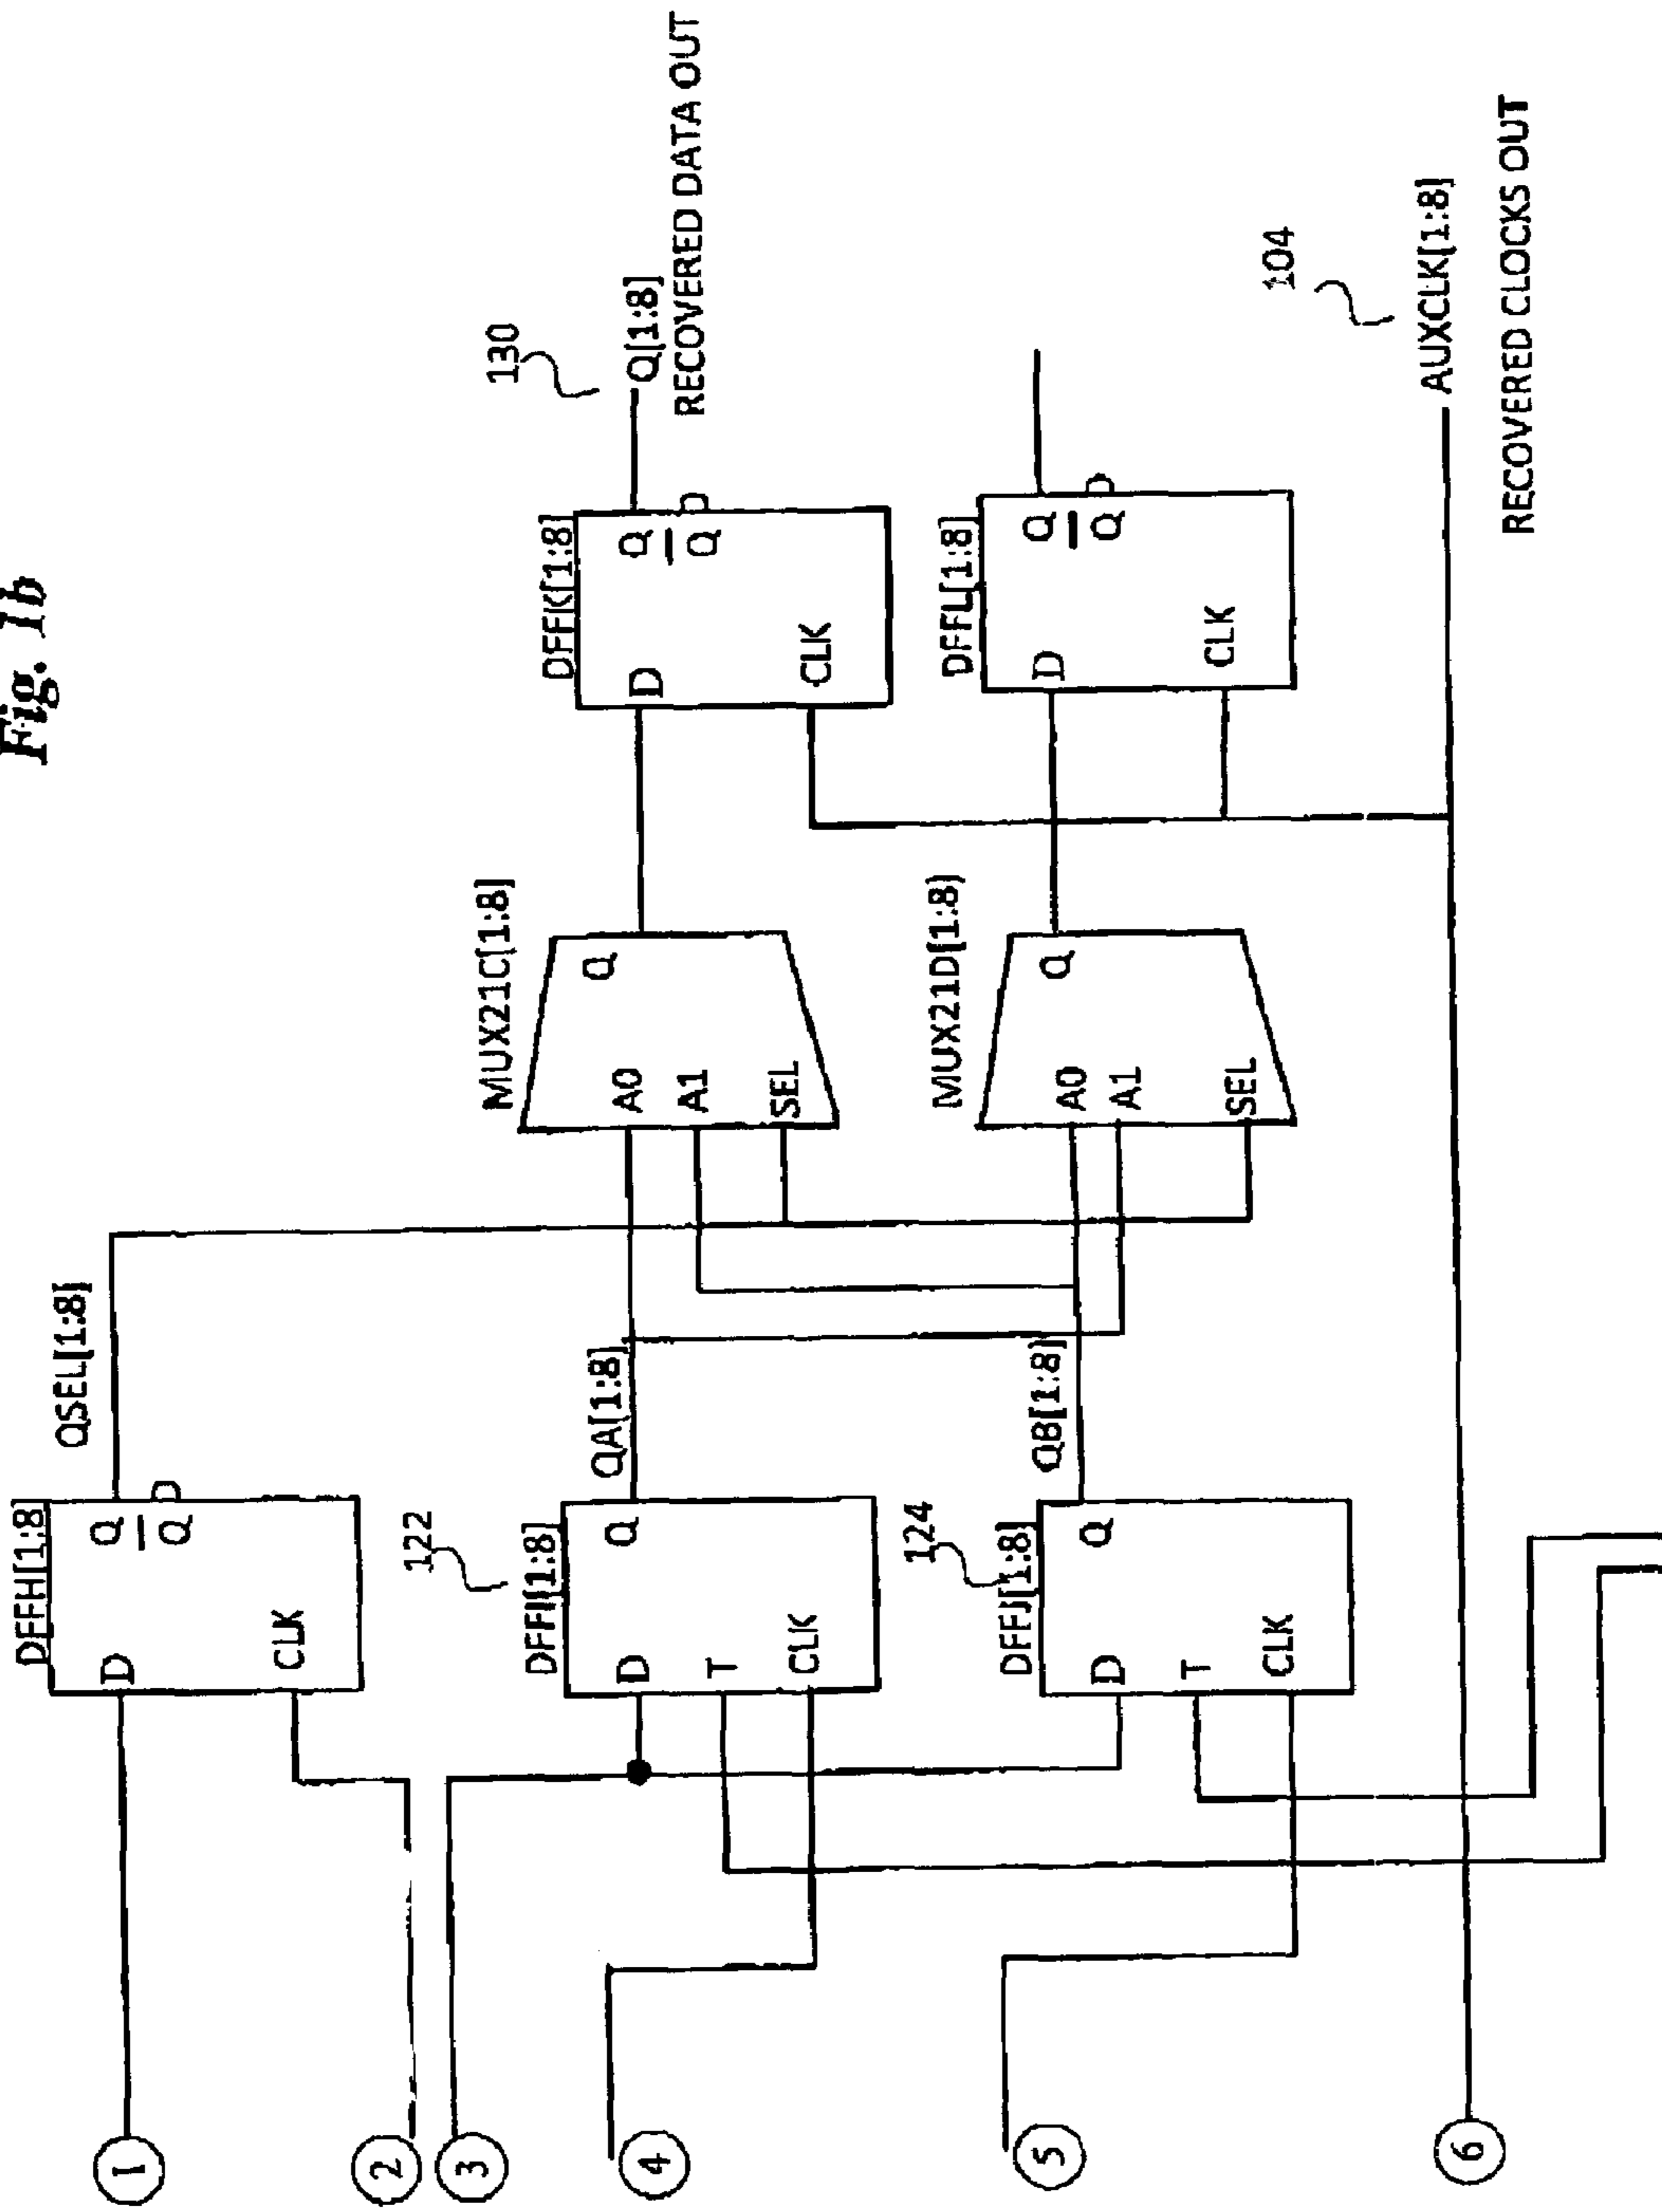 Fig. 1b
DFFH[1:8]
D
Q
Q
CLK
QSEL[1:8]
122
DFFI[1:8]
D
Q
T
CLK
QA[1:8]
124
DFFJ[1:8]
D
Q
T
CLK
QB[1:8]
MUX21C[1:8]
A0
Q
A1
SEL
MUX21D[1:8)
A0
Q
A1
SEL
DFFK[1:8]
D
Q
Q
CLK
130
Q[1:8]
RECOVERED DATA OUT
DFFL[1:8]
D
Q
Q
CLK
104
AUXCLK[1:8]
RECOVERED CLOCKS OUT
1
2
3
4
5
6